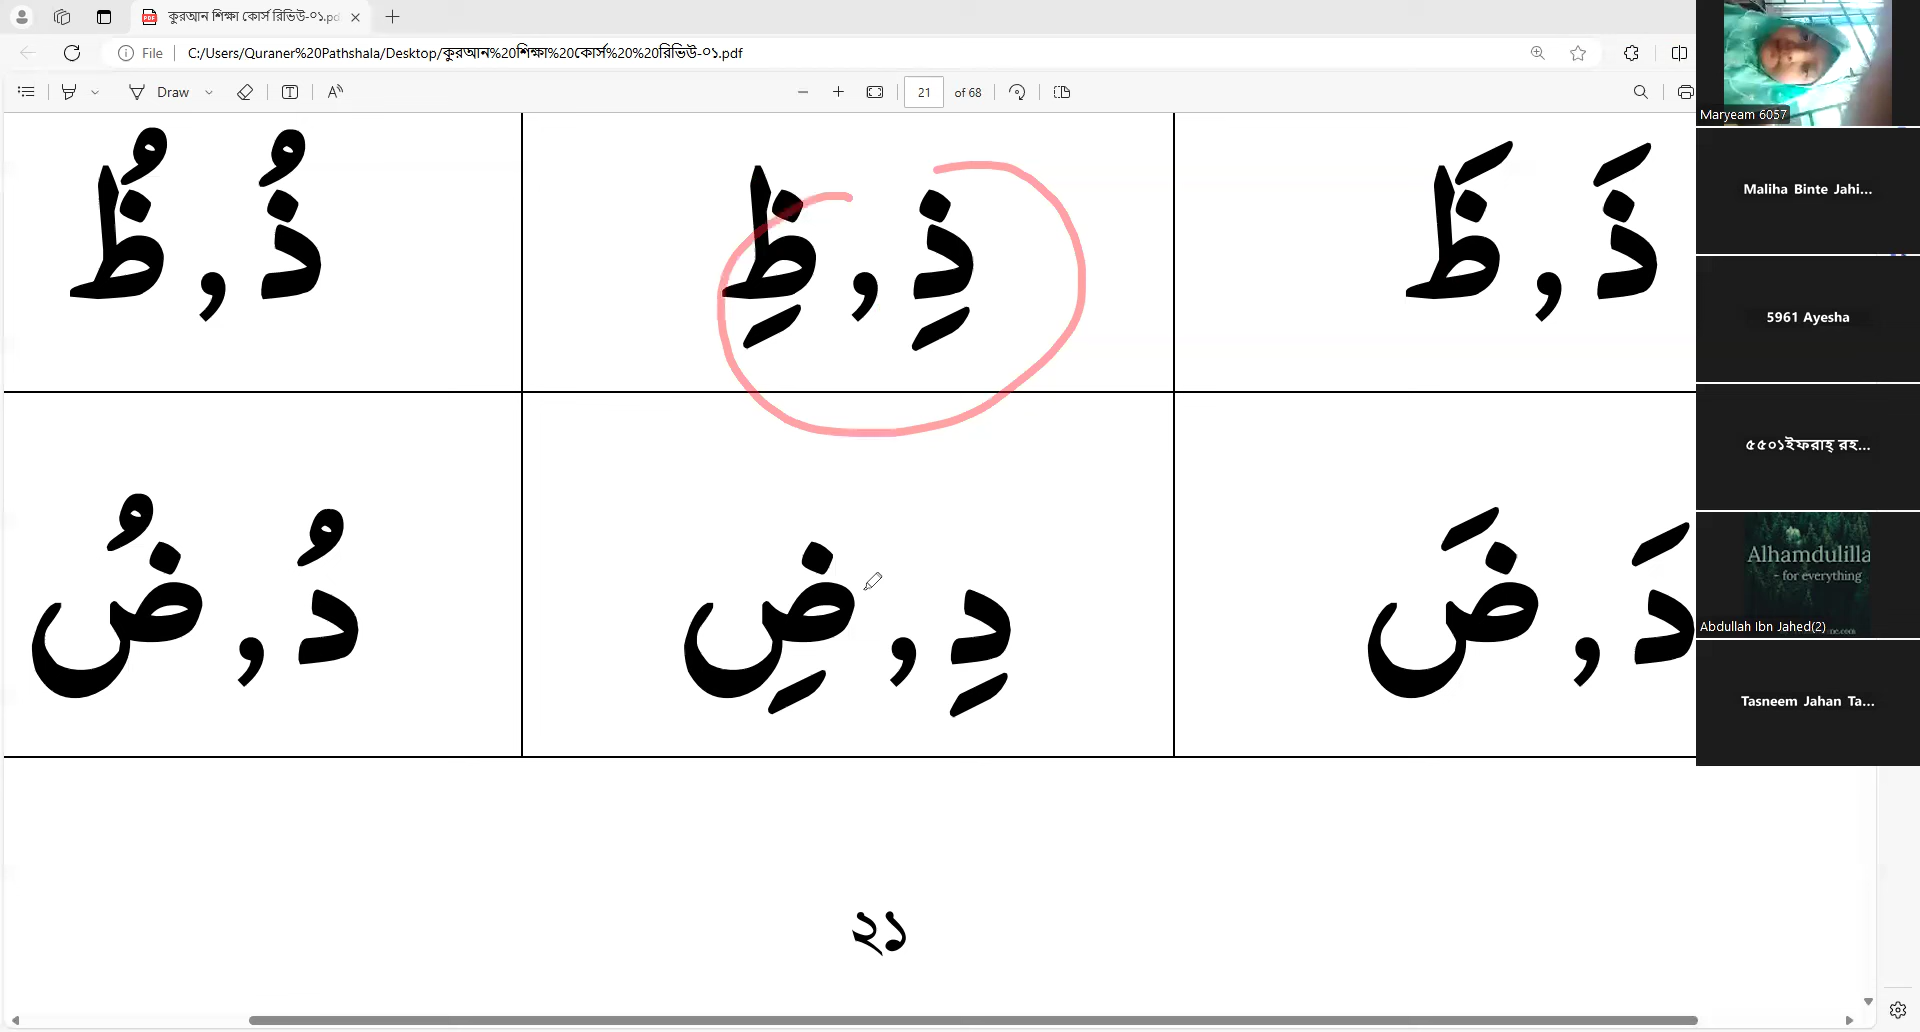 কুরআন শিক্ষা কোর্স রিভিউ-০১.pd
File C:/Users/Quraner%20Pathshala/Desktop/কুরআন%20শিক্ষা%20কোর্স%20%20রিভিউ-০১.pdf
Draw 21 of 68
ذَ , ظَ ذِ , ظِ ذُ , ظُ
دَ , ضَ دِ , ضِ دُ , ضُ
২১
Maryeam 6057
Maliha Binte Jahi...
5961 Ayesha
৫৫০১ইফরাহ্ রহ...
Alhamdulilla
- for everything
Abdullah Ibn Jahed(2)
Tasneem Jahan Ta...